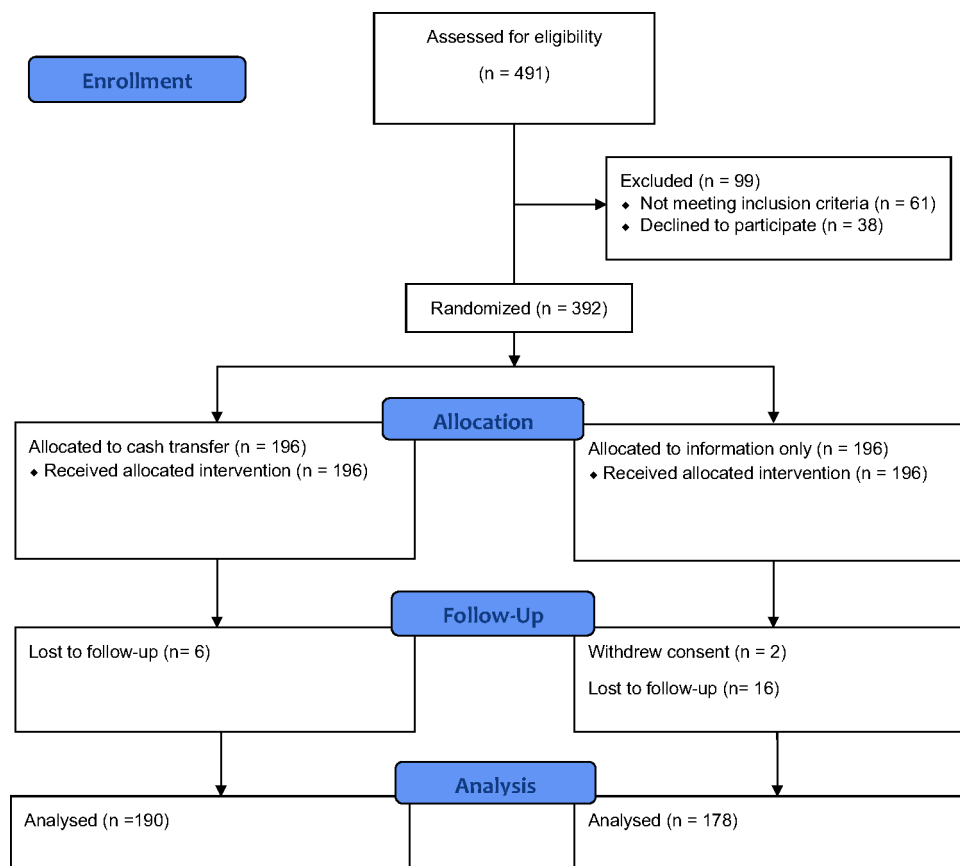 Assessed for eligibility
(n = 491)
Enrollment
Excluded (n = 99)
⬥ Not meeting inclusion criteria (n = 61)
⬥ Declined to participate (n = 38)
Randomized (n = 392)
Allocation
Allocated to cash transfer (n = 196)
⬥ Received allocated intervention (n = 196)
Allocated to information only (n = 196)
⬥ Received allocated intervention (n = 196)
Follow-Up
Lost to follow-up (n= 6)
Withdrew consent (n = 2)
Lost to follow-up (n= 16)
Analysis
Analysed (n =190)
Analysed (n = 178)